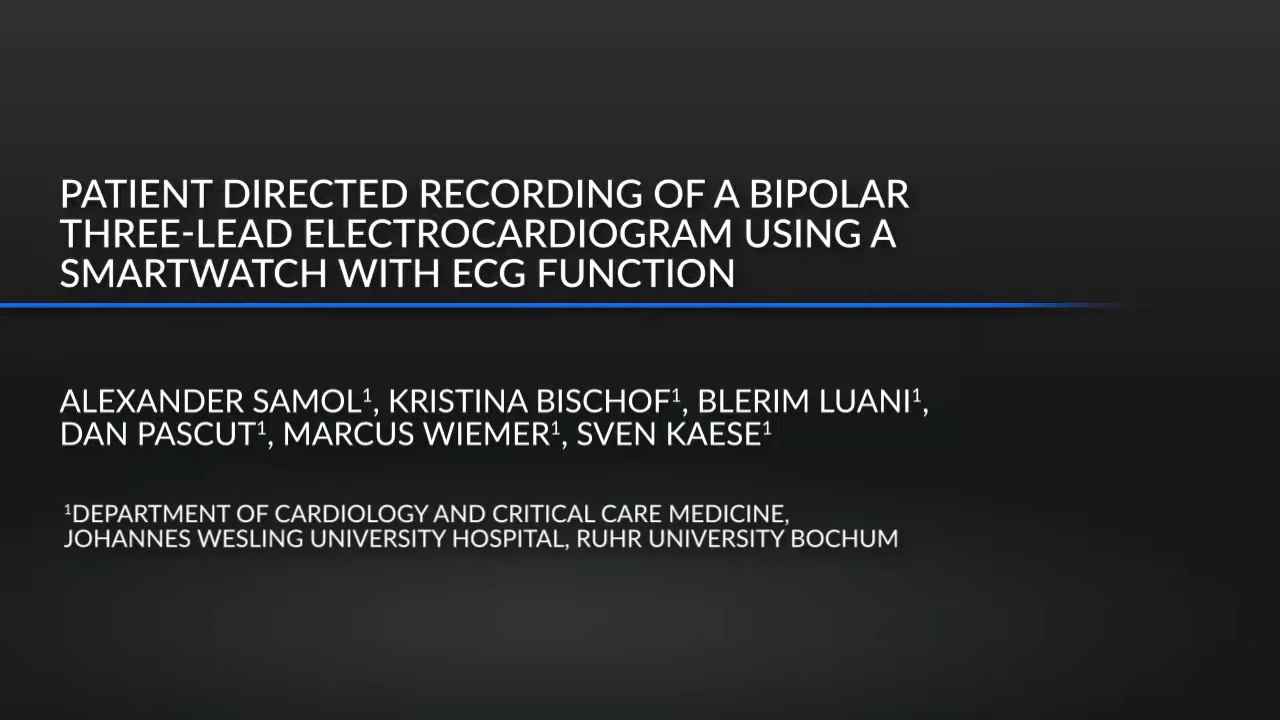 PATIENT DIRECTED RECORDING OF A BIPOLAR
THREE-LEAD ELECTROCARDIOGRAM USING A
SMARTWATCH WITH ECG FUNCTION
ALEXANDER SAMOL¹, KRISTINA BISCHOF¹, BLERIM LUANI¹,
DAN PASCUT¹, MARCUS WIEMER¹, SVEN KAESE¹
¹DEPARTMENT OF CARDIOLOGY AND CRITICAL CARE MEDICINE,
JOHANNES WESLING UNIVERSITY HOSPITAL, RUHR UNIVERSITY BOCHUM